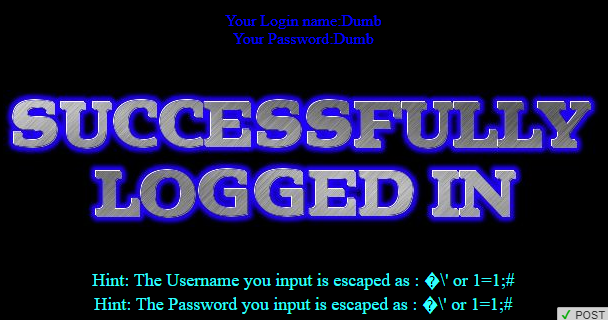 Your Login name:Dumb
Your Password:Dumb
SUCCESSFULLY
LOGGED IN
Hint: The Username you input is escaped as : �\' or 1=1;#
Hint: The Password you input is escaped as : �\' or 1=1;#
✓ POST